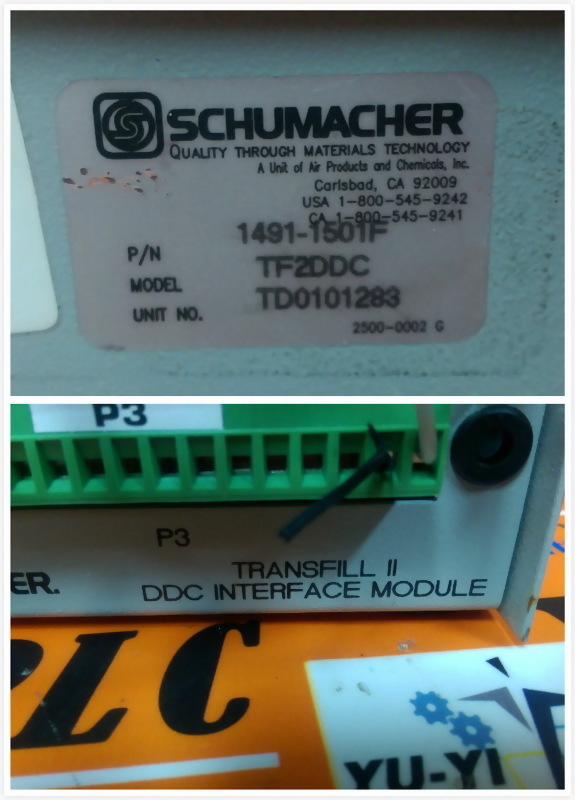 SCHUMACHER
QUALITY THROUGH MATERIALS TECHNOLOGY
A Unit of Air Products and Chemicals, Inc.
Carlsbad, CA 92009
USA 1-800-545-9242
CA 1-800-545-9241
P/N 1491-1501F
MODEL TF2DDC
UNIT NO. TD0101283
2500-0002 G
P3
P3
ER.
TRANSFILL II
DDC INTERFACE MODULE
PLC
YU-YI